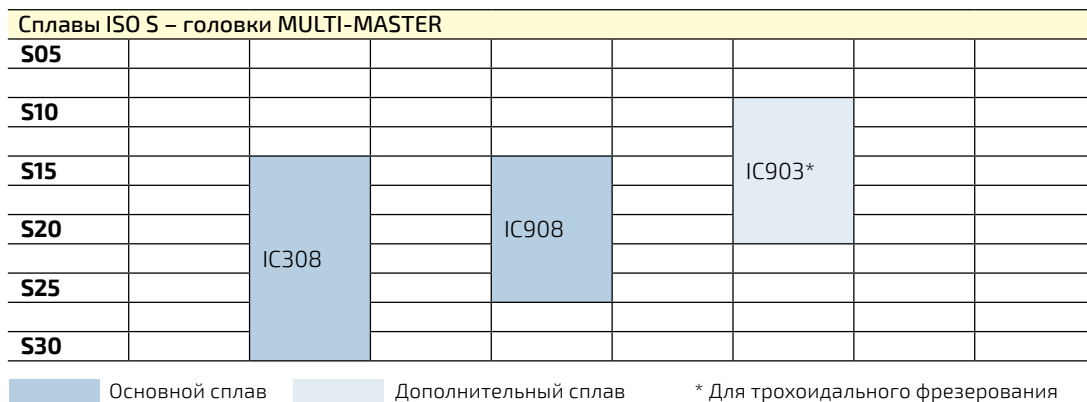 Сплавы ISO S – головки MULTI-MASTER
S05
S10
S15
IC903*
S20
IC908
IC308
S25
S30
Основной сплав Дополнительный сплав * Для трохоидального фрезерования